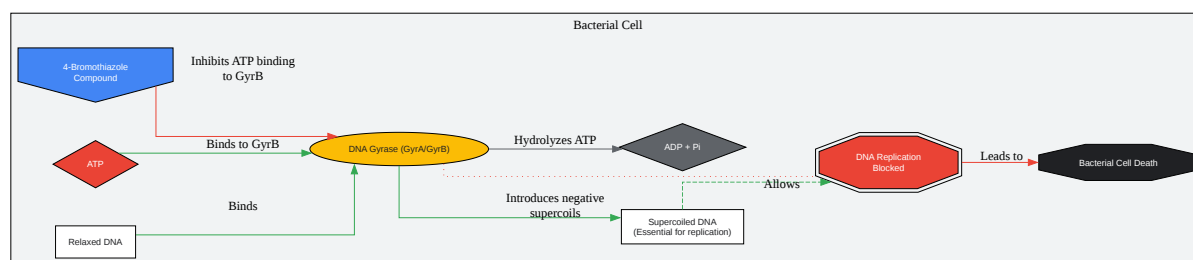 Bacterial Cell
4-Bromothiazole
Compound
Inhibits ATP binding
to GyrB
ATP
Binds to GyrB
DNA Gyrase (GyrA/GyrB)
Hydrolyzes ATP
ADP + Pi
DNA Replication
Blocked
Leads to
Bacterial Cell Death
Allows
Binds
Introduces negative
supercoils
Supercoiled DNA
(Essential for replication)
Relaxed DNA